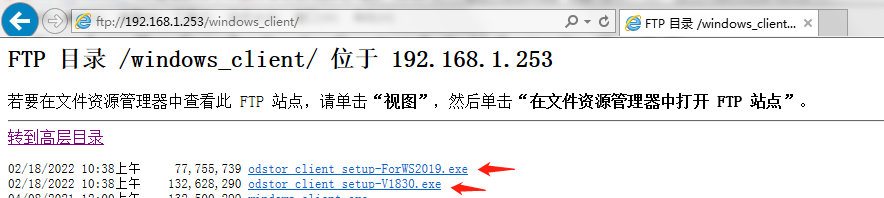 ftp://192.168.1.253/windows_client/
FTP 目录 /windows_client...
FTP 目录 /windows_client/ 位于 192.168.1.253
若要在文件资源管理器中查看此 FTP 站点，请单击“视图”，然后单击“在文件资源管理器中打开 FTP 站点”。
转到高层目录
02/18/2022 10:38上午 77,755,739 odstor_client_setup-ForWS2019.exe
02/18/2022 10:38上午 132,628,290 odstor_client_setup-V1830.exe